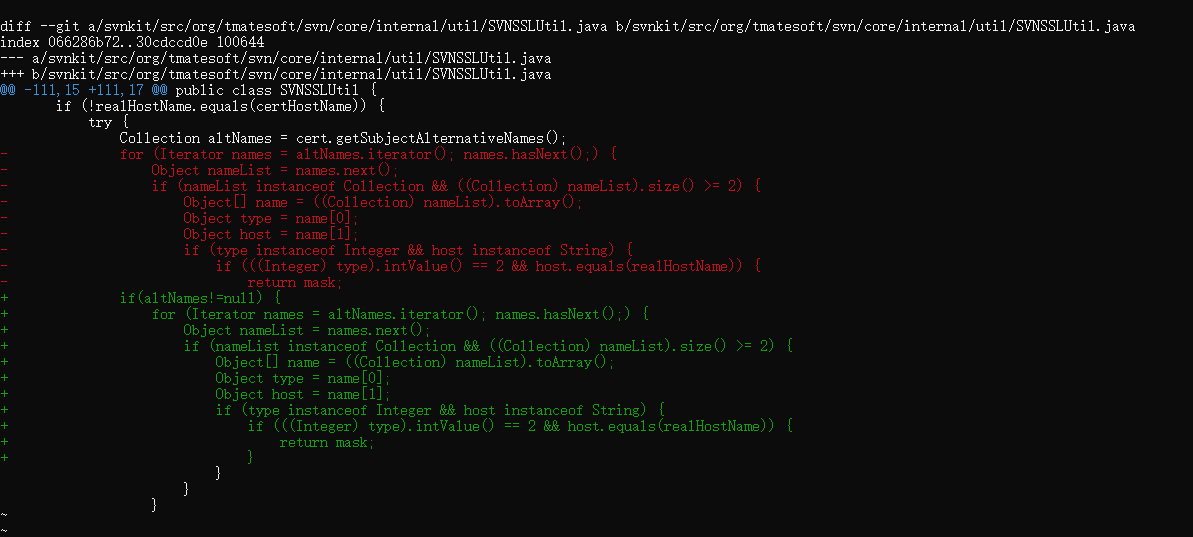 diff --git a/svnkit/src/org/tmatesoft/svn/core/internal/util/SVNSSLUtil.java b/svnkit/src/org/tmatesoft/svn/core/internal/util/SVNSSLUtil.java
index 066286b72..30cdccd0e 100644
--- a/svnkit/src/org/tmatesoft/svn/core/internal/util/SVNSSLUtil.java
+++ b/svnkit/src/org/tmatesoft/svn/core/internal/util/SVNSSLUtil.java
@@ -111,15 +111,17 @@ public class SVNSSLUtil {
       if (!realHostName.equals(certHostName)) {
           try {
               Collection altNames = cert.getSubjectAlternativeNames();
-              for (Iterator names = altNames.iterator(); names.hasNext();) {
-                  Object nameList = names.next();
-                  if (nameList instanceof Collection && ((Collection) nameList).size() >= 2) {
-                      Object[] name = ((Collection) nameList).toArray();
-                      Object type = name[0];
-                      Object host = name[1];
-                      if (type instanceof Integer && host instanceof String) {
-                          if (((Integer) type).intValue() == 2 && host.equals(realHostName)) {
-                              return mask;
+              if(altNames!=null) {
+                  for (Iterator names = altNames.iterator(); names.hasNext();) {
+                      Object nameList = names.next();
+                      if (nameList instanceof Collection && ((Collection) nameList).size() >= 2) {
+                          Object[] name = ((Collection) nameList).toArray();
+                          Object type = name[0];
+                          Object host = name[1];
+                          if (type instanceof Integer && host instanceof String) {
+                              if (((Integer) type).intValue() == 2 && host.equals(realHostName)) {
+                                  return mask;
+                              }
                           }
                       }
                   }
~
~